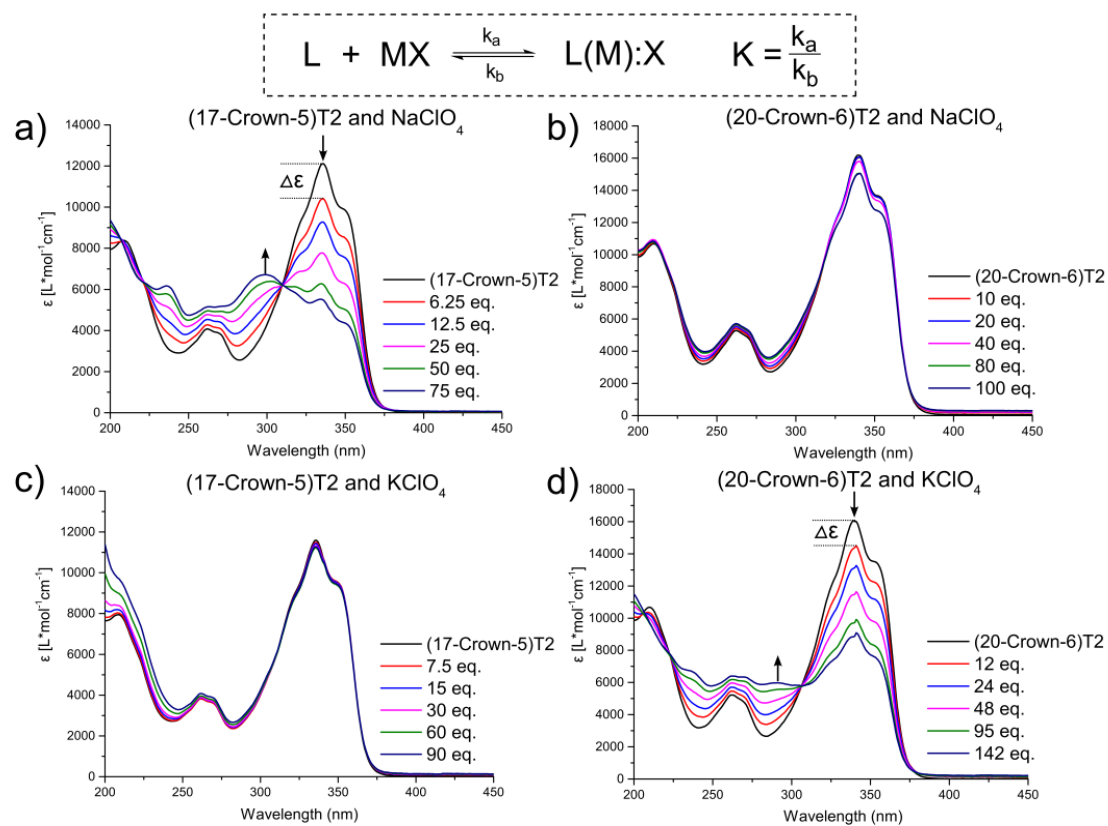 L + MX ⇌ L(M):X K = ka/kb
ka
kb
a) (17-Crown-5)T2 and NaClO4
ε [L*mol⁻¹cm⁻¹]
14000
12000
10000
8000
6000
4000
2000
0
Δε
(17-Crown-5)T2
6.25 eq.
12.5 eq.
25 eq.
50 eq.
75 eq.
200 250 300 350 400 450
Wavelength (nm)
b) (20-Crown-6)T2 and NaClO4
ε [L*mol⁻¹cm⁻¹]
18000
16000
14000
12000
10000
8000
6000
4000
2000
0
(20-Crown-6)T2
10 eq.
20 eq.
40 eq.
80 eq.
100 eq.
200 250 300 350 400 450
Wavelength (nm)
c) (17-Crown-5)T2 and KClO4
ε [L*mol⁻¹cm⁻¹]
14000
12000
10000
8000
6000
4000
2000
0
(17-Crown-5)T2
7.5 eq.
15 eq.
30 eq.
60 eq.
90 eq.
200 250 300 350 400 450
Wavelength (nm)
d) (20-Crown-6)T2 and KClO4
ε [L*mol⁻¹cm⁻¹]
18000
16000
14000
12000
10000
8000
6000
4000
2000
0
Δε
(20-Crown-6)T2
12 eq.
24 eq.
48 eq.
95 eq.
142 eq.
200 250 300 350 400 450
Wavelength (nm)